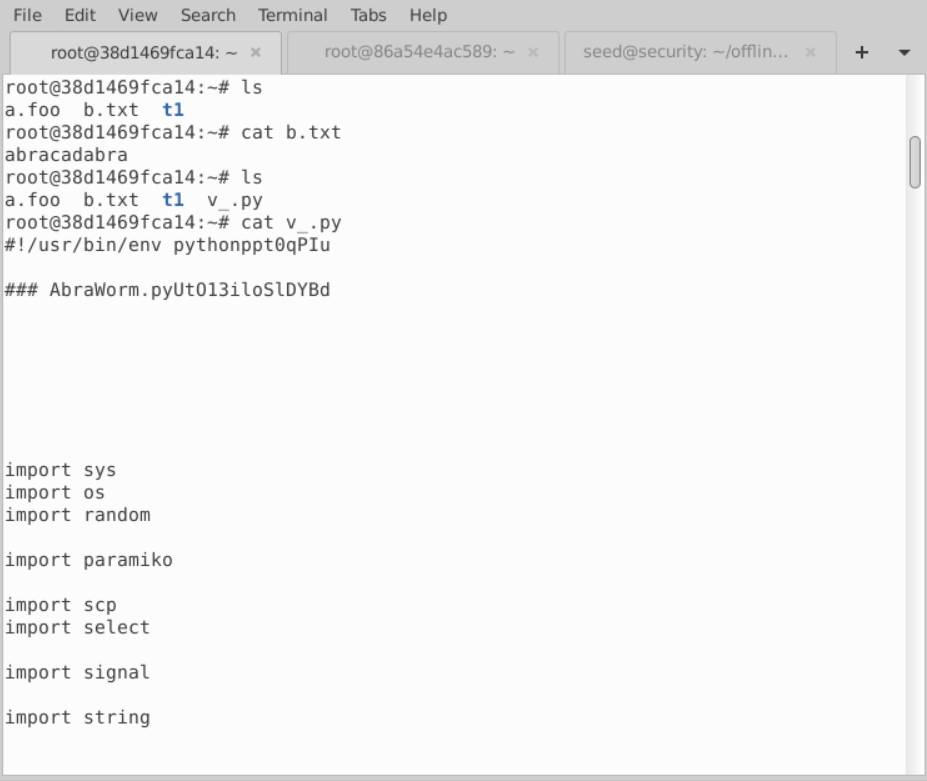 File Edit View Search Terminal Tabs Help
root@38d1469fca14: ~ × root@86a54e4ac589: ~ × seed@security: ~/offlin... × +
root@38d1469fca14:~# ls
a.foo b.txt t1
root@38d1469fca14:~# cat b.txt
abracadabra
root@38d1469fca14:~# ls
a.foo b.txt t1 v_.py
root@38d1469fca14:~# cat v_.py
#!/usr/bin/env pythonppt0qPIu
### AbraWorm.pyUtO13iloSlDYBd
import sys
import os
import random
import paramiko
import scp
import select
import signal
import string